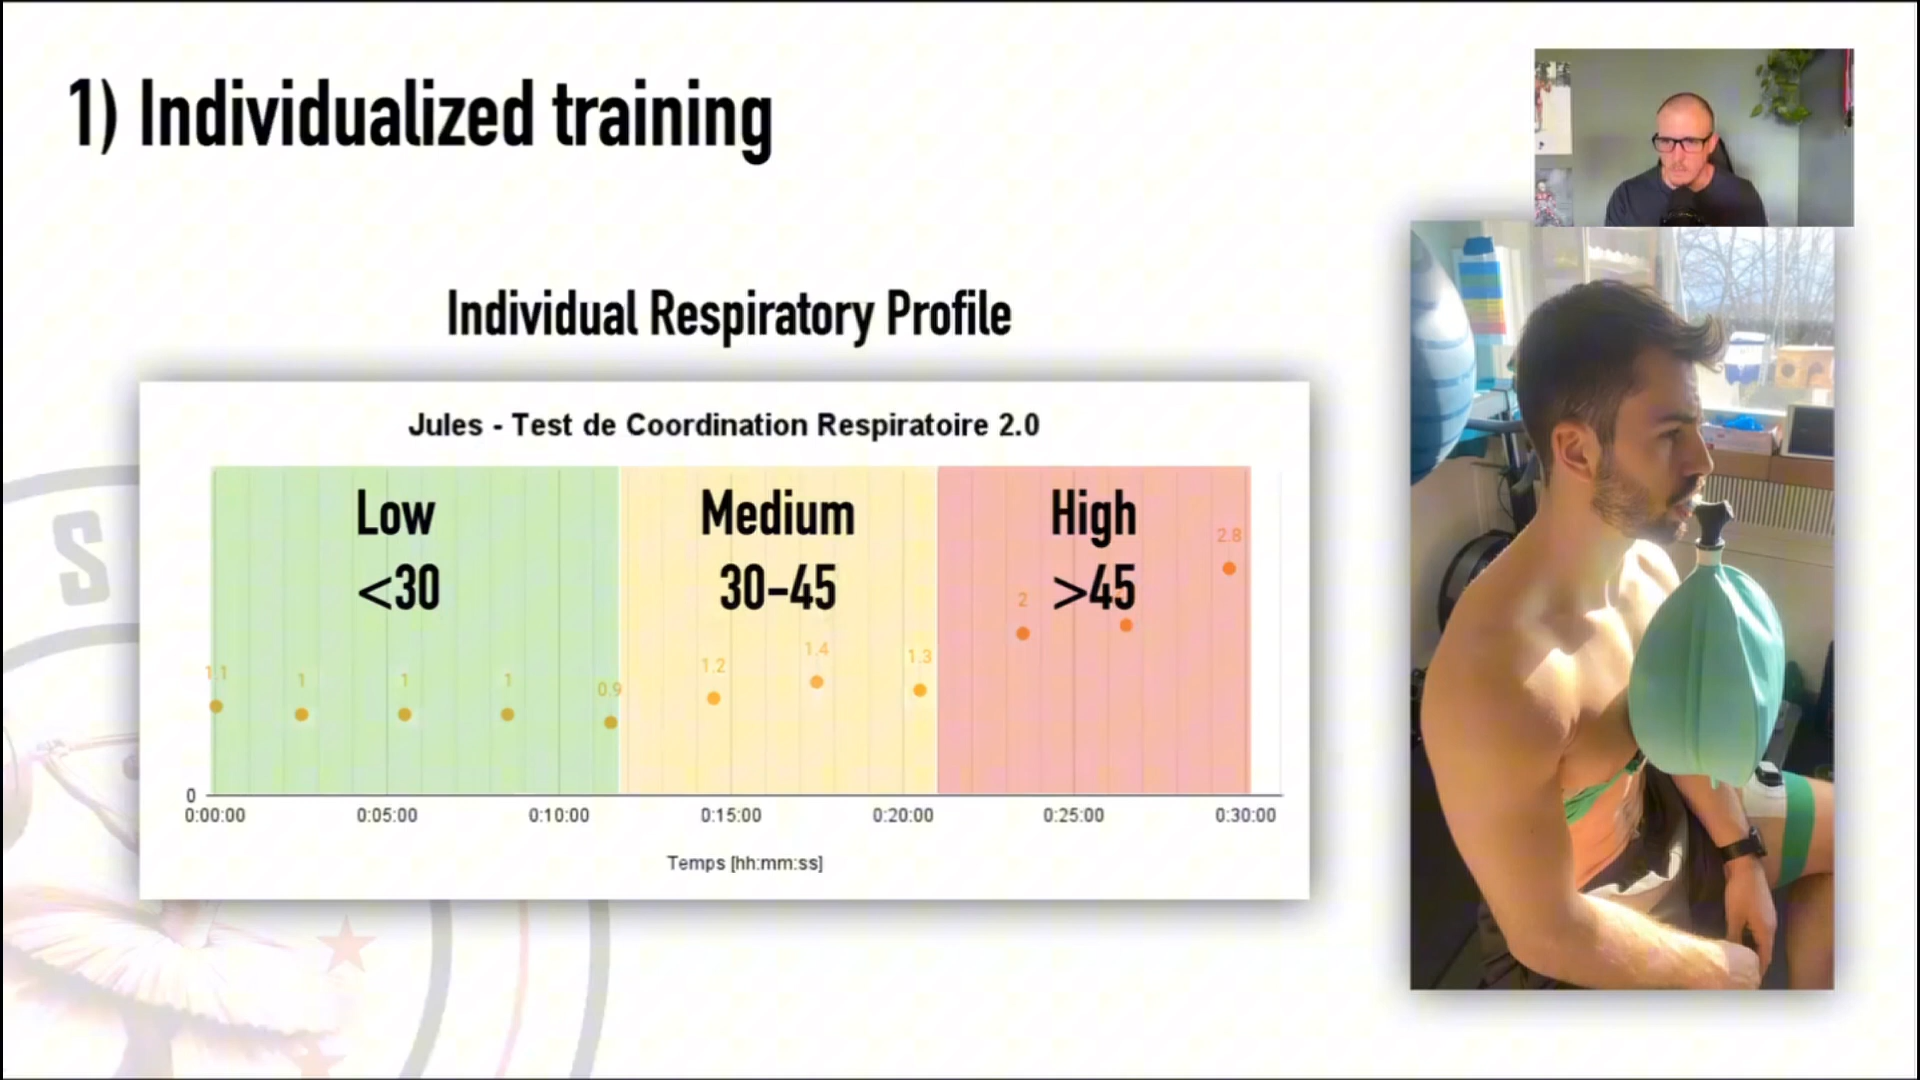 1) Individualized training
Individual Respiratory Profile
Jules - Test de Coordination Respiratoire 2.0
Low
<30
Medium
30-45
High
>45
1.1
1
1
1
0.9
1.2
1.4
1.3
2
2.8
0
0:00:00
0:05:00
0:10:00
0:15:00
0:20:00
0:25:00
0:30:00
Temps [hh:mm:ss]
S